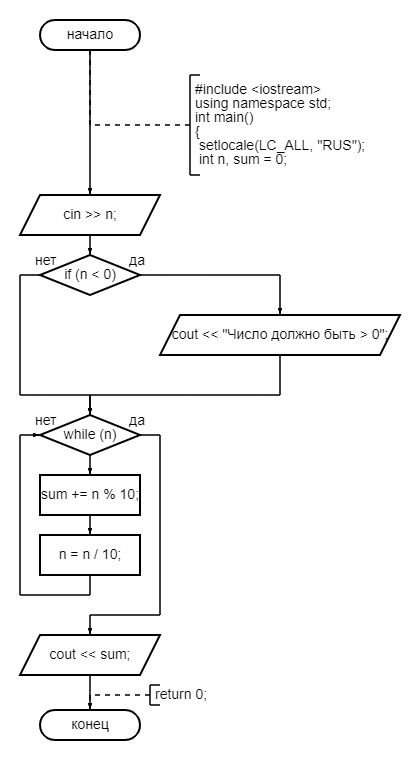 начало
#include <iostream>
using namespace std;
int main()
{
setlocale(LC_ALL, "RUS");
int n, sum = 0;
cin >> n;
нет
да
if (n < 0)
cout << "Число должно быть > 0";
нет
да
while (n)
sum += n % 10;
n = n / 10;
cout << sum;
return 0;
конец